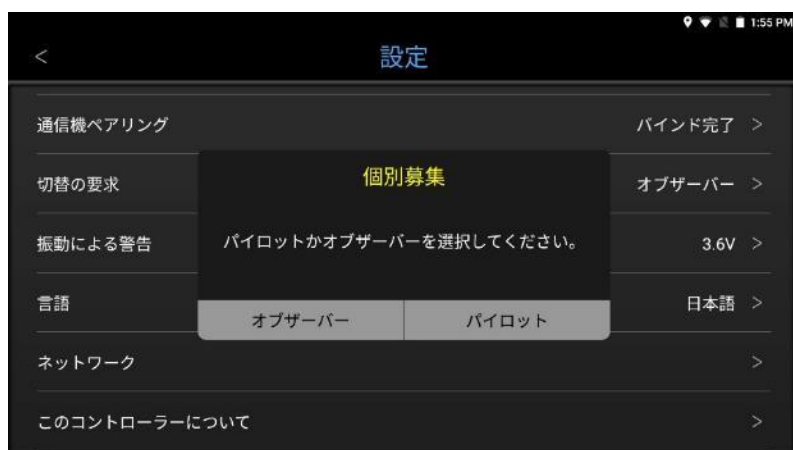 1:55 PM
<
設定
通信機ペアリング
バインド完了 >
個別募集
切替の要求
オブザーバー >
パイロットかオブザーバーを選択してください。
振動による警告
3.6V >
言語
日本語 >
オブザーバー
パイロット
ネットワーク
>
このコントローラーについて
>